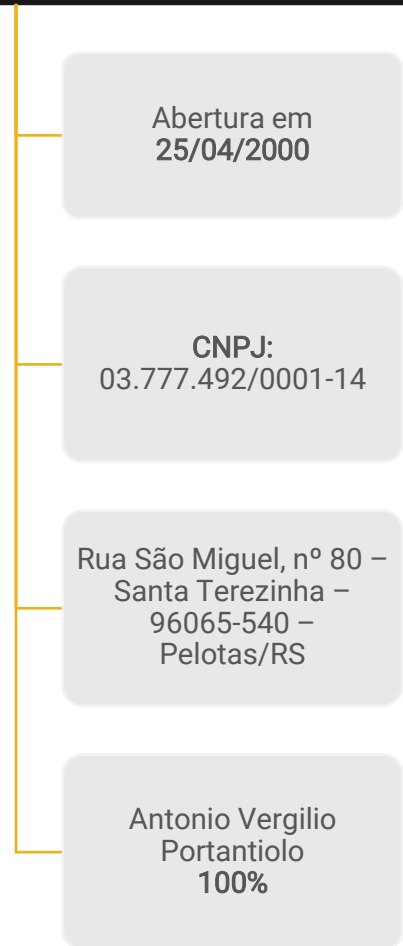 Abertura em
25/04/2000
CNPJ:
03.777.492/0001-14
Rua São Miguel, nº 80 –
Santa Terezinha –
96065-540 –
Pelotas/RS
Antonio Vergilio
Portantiolo
100%